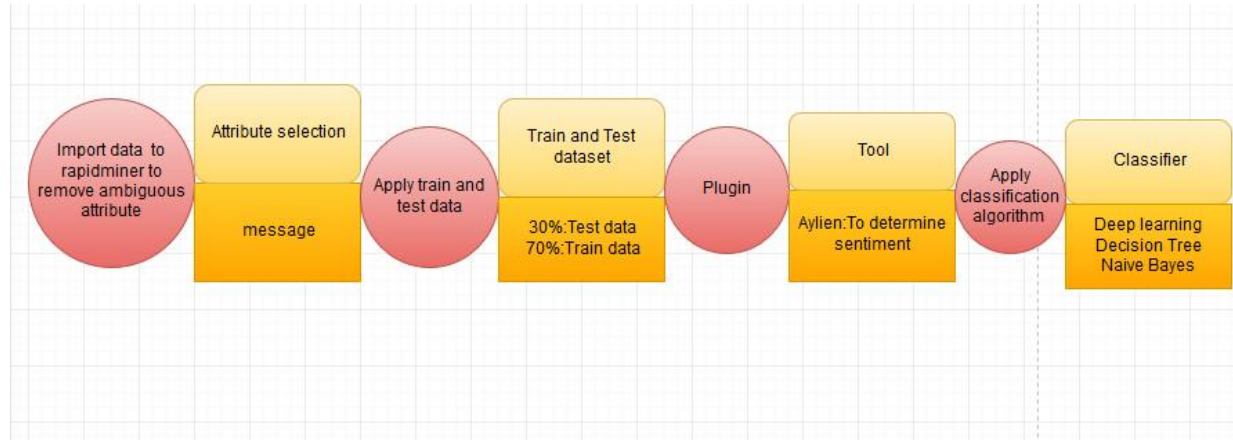 Import data to
rapidminer to
remove ambiguous
attribute
Attribute selection
message
Apply train and
test data
Train and Test
dataset
30%:Test data
70%:Train data
Plugin
Tool
Aylien:To determine
sentiment
Apply
classification
algorithm
Classifier
Deep learning
Decision Tree
Naive Bayes